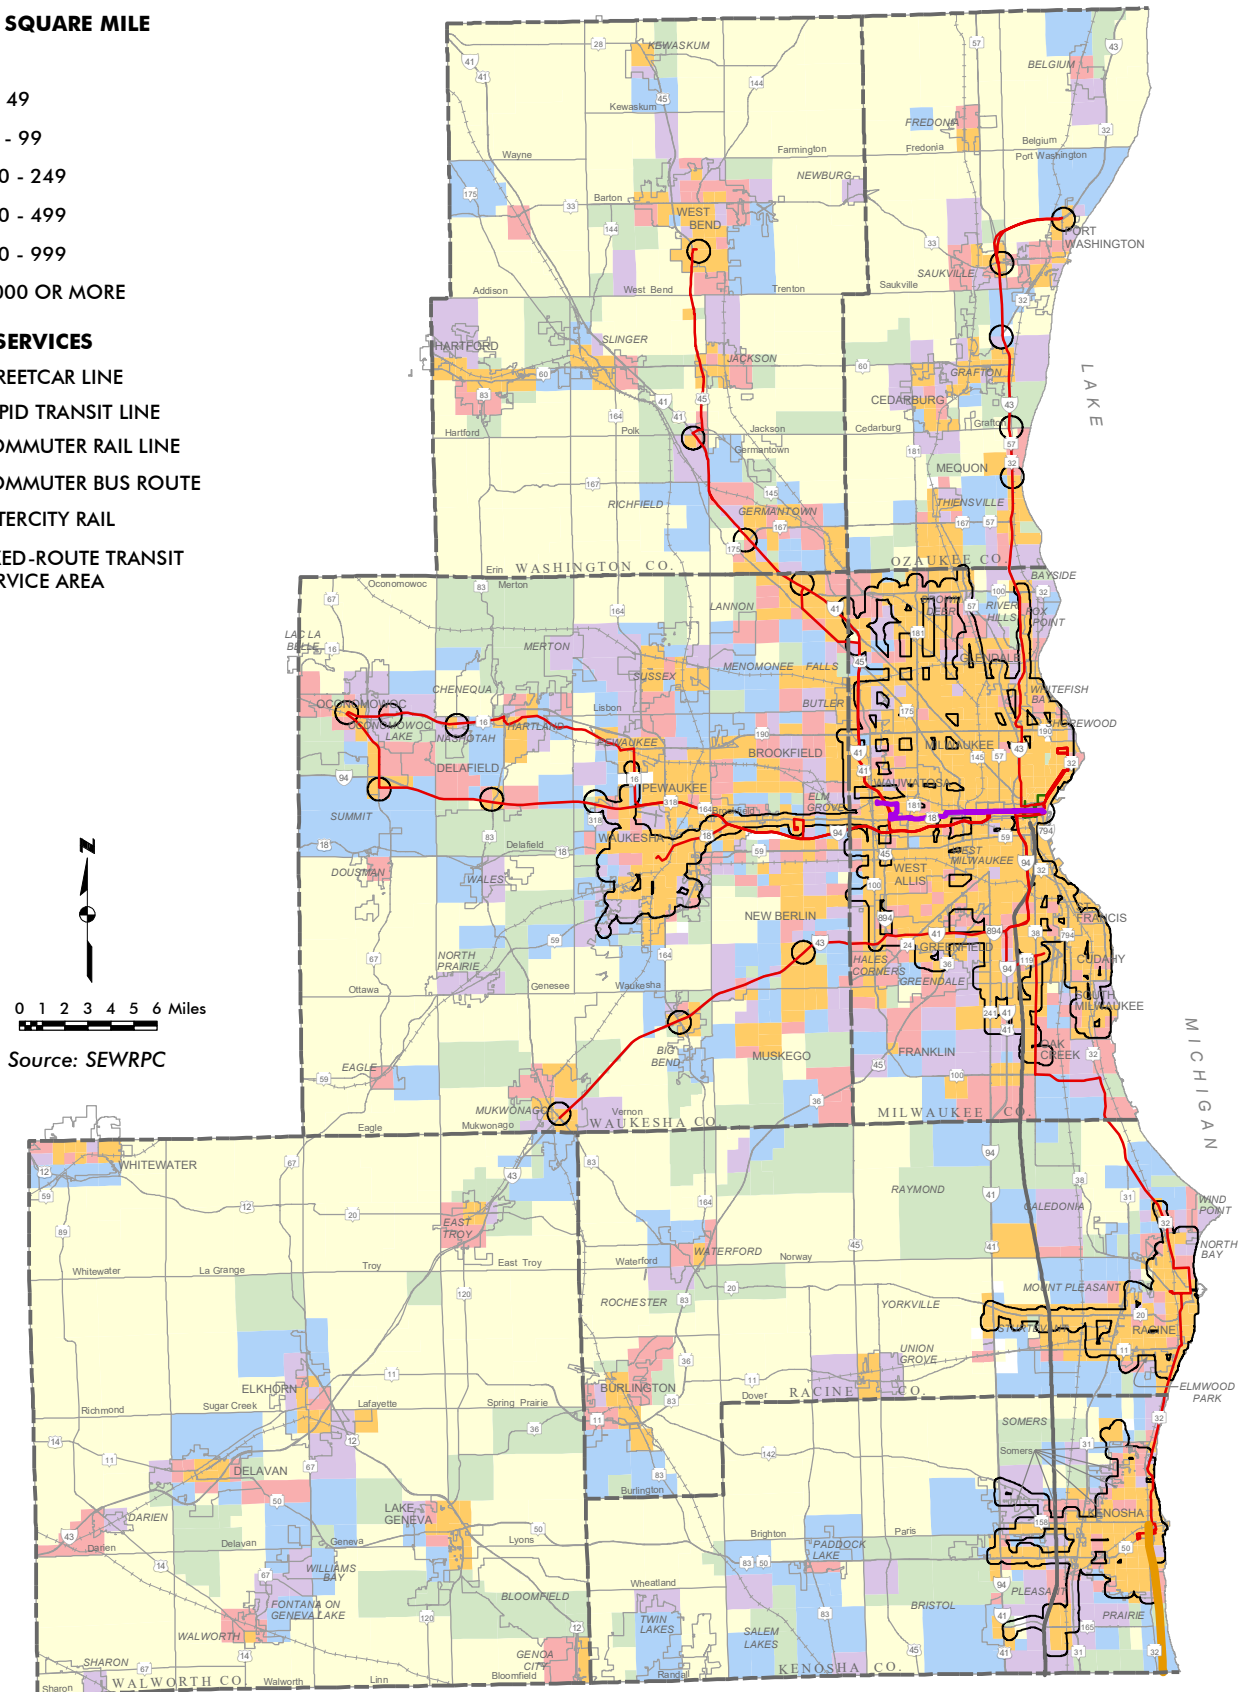 SQUARE MILE
49
- 99
0 - 249
0 - 499
0 - 999
000 OR MORE
SERVICES
REETCAR LINE
PID TRANSIT LINE
OMMUTER RAIL LINE
OMMUTER BUS ROUTE
TERCITY RAIL
XED-ROUTE TRANSIT
RVICE AREA
KEWASKUM
Kewaskum
BELGIUM
Belgium
FREDONIA
Fredonia
Port Washington
Wayne
Farmington
NEWBURG
Barton
WEST
BEND
PORT
WASHINGTON
SAUKVILLE
Saukville
Addison
West Bend
Trenton
HARTFORD
SLINGER
JACKSON
GRAFTON
CEDARBURG
Hartford
Polk
Jackson
Cedarburg
Grafton
Germantown
MEQUON
RICHFIELD
GERMANTOWN
THIENSVILLE
Erin
WASHINGTON CO.
OZAUKEE CO.
LAKE
Oconomowoc
Merton
LANNON
BAYSIDE
BROWN
DEER
RIVER
HILLS
FOX
POINT
LAC LA
BELLE
MERTON
MENOMONEE FALLS
GLENDALE
SUSSEX
CHENEQUA
WHITEFISH
BAY
OCONOMOWOC
OCONOMOWOC
LAKE
NASHOTAH
HARTLAND
Lisbon
BUTLER
SHOREWOOD
PEWAUKEE
BROOKFIELD
MILWAUKEE
DELAFIELD
PEWAUKEE
WAUWATOSA
ELM
GROVE
SUMMIT
Brookfield
WAUKESHA
Delafield
WEST
MILWAUKEE
DOUSMAN
WALES
WEST
ALLIS
NEW BERLIN
ST.
FRANCIS
NORTH
PRAIRIE
GREENFIELD
HALES
CORNERS
GREENDALE
CUDAHY
Ottawa
Genesee
Waukesha
SOUTH
MILWAUKEE
BIG
BEND
MUSKEGO
FRANKLIN
OAK
CREEK
EAGLE
MUKWONAGO
Vernon
Eagle
Mukwonago
WAUKESHA CO.
MILWAUKEE CO.
MICHIGAN
N
0 1 2 3 4 5 6 Miles
Source: SEWRPC
WHITEWATER
EAST
TROY
RAYMOND
CALEDONIA
WIND
POINT
NORTH
BAY
Whitewater
La Grange
Troy
East Troy
Waterford
WATERFORD
Norway
ROCHESTER
YORKVILLE
MOUNT PLEASANT
STURTEVANT
RACINE
UNION
GROVE
ELKHORN
BURLINGTON
Dover
RACINE CO.
ELMWOOD
PARK
Richmond
Sugar Creek
Lafayette
Spring Prairie
SOMERS
Somers
DELAVAN
Burlington
LAKE
GENEVA
KENOSHA
DARIEN
Darien
Delavan
Geneva
Lyons
Brighton
Paris
PADDOCK
LAKE
WILLIAMS
BAY
Wheatland
FONTANA ON
GENEVA LAKE
BLOOMFIELD
TWIN
LAKES
BRISTOL
PLEASANT
PRAIRIE
WALWORTH
SALEM
LAKES
SHARON
GENOA
CITY
Sharon
WALWORTH CO.
Walworth
Linn
Bloomfield
Randall
KENOSHA CO.